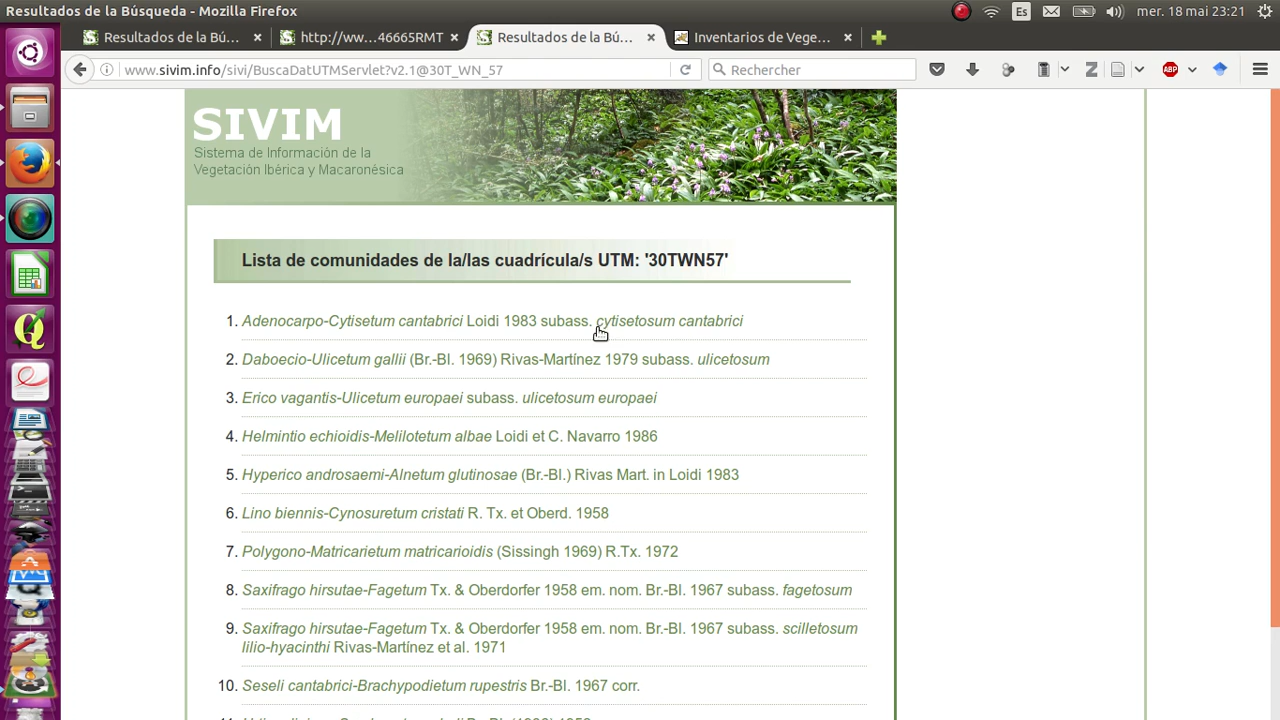 Resultados de la Búsqueda - Mozilla Firefox
Es
mer. 18 mai 23:21
Resultados de la Bú...
http://ww...46665RMT
Resultados de la Bú...
Inventarios de Vege...
www.sivim.info/sivi/BuscaDatUTMServlet?v2.1@30T_WN_57
Rechercher
ABP
SIVIM
Sistema de Información de la
Vegetación Ibérica y Macaronésica
Lista de comunidades de la/las cuadrícula/s UTM: '30TWN57'
1. Adenocarpo-Cytisetum cantabrici Loidi 1983 subass. cytisetosum cantabrici
2. Daboecio-Ulicetum gallii (Br.-Bl. 1969) Rivas-Martínez 1979 subass. ulicetosum
3. Erico vagantis-Ulicetum europaei subass. ulicetosum europaei
4. Helmintio echioidis-Melilotetum albae Loidi et C. Navarro 1986
5. Hyperico androsaemi-Alnetum glutinosae (Br.-Bl.) Rivas Mart. in Loidi 1983
6. Lino biennis-Cynosuretum cristati R. Tx. et Oberd. 1958
7. Polygono-Matricarietum matricarioidis (Sissingh 1969) R.Tx. 1972
8. Saxifrago hirsutae-Fagetum Tx. & Oberdorfer 1958 em. nom. Br.-Bl. 1967 subass. fagetosum
9. Saxifrago hirsutae-Fagetum Tx. & Oberdorfer 1958 em. nom. Br.-Bl. 1967 subass. scilletosum
lilio-hyacinthi Rivas-Martínez et al. 1971
10. Seseli cantabrici-Brachypodietum rupestris Br.-Bl. 1967 corr.